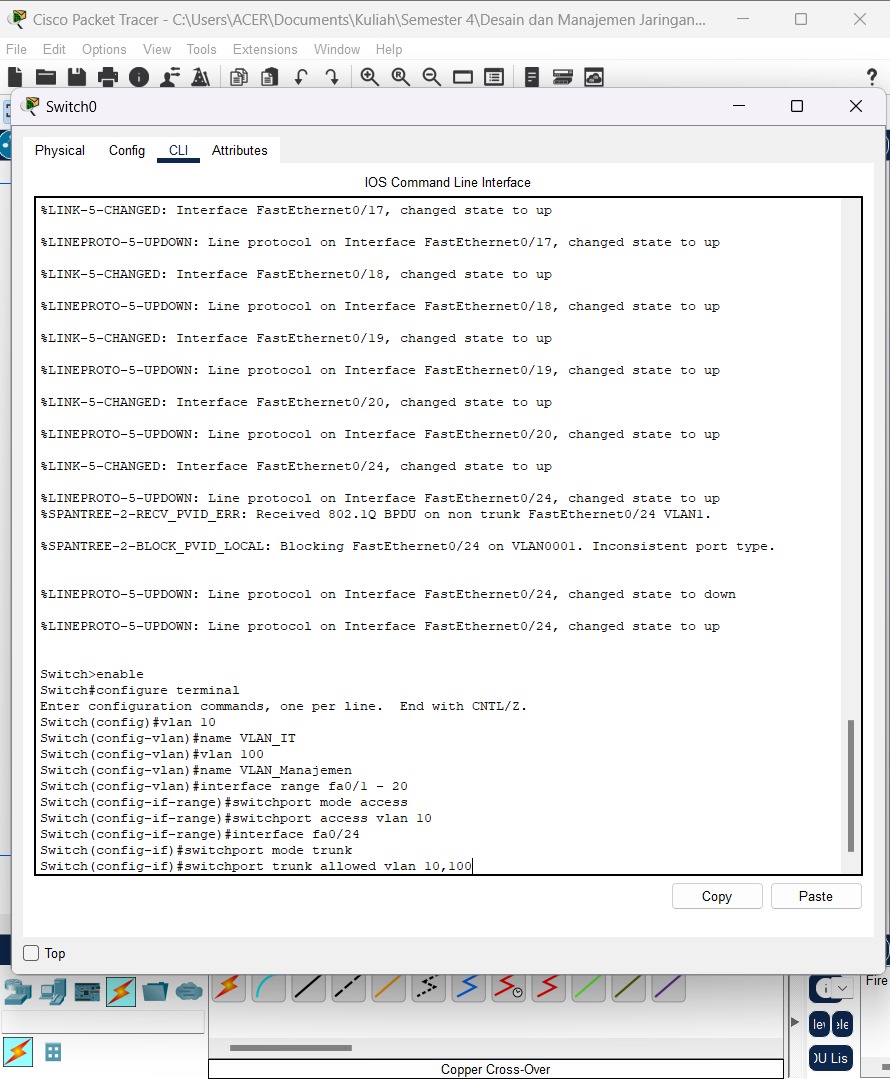 Cisco Packet Tracer - C:\Users\ACER\Documents\Kuliah\Semester 4\Desain dan Manajemen Jaringan...
File Edit Options View Tools Extensions Window Help
Switch0
Physical Config CLI Attributes
IOS Command Line Interface
%LINK-5-CHANGED: Interface FastEthernet0/17, changed state to up
%LINEPROTO-5-UPDOWN: Line protocol on Interface FastEthernet0/17, changed state to up
%LINK-5-CHANGED: Interface FastEthernet0/18, changed state to up
%LINEPROTO-5-UPDOWN: Line protocol on Interface FastEthernet0/18, changed state to up
%LINK-5-CHANGED: Interface FastEthernet0/19, changed state to up
%LINEPROTO-5-UPDOWN: Line protocol on Interface FastEthernet0/19, changed state to up
%LINK-5-CHANGED: Interface FastEthernet0/20, changed state to up
%LINEPROTO-5-UPDOWN: Line protocol on Interface FastEthernet0/20, changed state to up
%LINK-5-CHANGED: Interface FastEthernet0/24, changed state to up
%LINEPROTO-5-UPDOWN: Line protocol on Interface FastEthernet0/24, changed state to up
%SPANTREE-2-RECV_PVID_ERR: Received 802.1Q BPDU on non trunk FastEthernet0/24 VLAN1.
%SPANTREE-2-BLOCK_PVID_LOCAL: Blocking FastEthernet0/24 on VLAN0001. Inconsistent port type.
%LINEPROTO-5-UPDOWN: Line protocol on Interface FastEthernet0/24, changed state to down
%LINEPROTO-5-UPDOWN: Line protocol on Interface FastEthernet0/24, changed state to up
Switch>enable
Switch#configure terminal
Enter configuration commands, one per line.  End with CNTL/Z.
Switch(config)#vlan 10
Switch(config-vlan)#name VLAN_IT
Switch(config-vlan)#vlan 100
Switch(config-vlan)#name VLAN_Manajemen
Switch(config-vlan)#interface range fa0/1 - 20
Switch(config-if-range)#switchport mode access
Switch(config-if-range)#switchport access vlan 10
Switch(config-if-range)#interface fa0/24
Switch(config-if)#switchport mode trunk
Switch(config-if)#switchport trunk allowed vlan 10,100
Copy Paste
Top
Fire
Copper Cross-Over